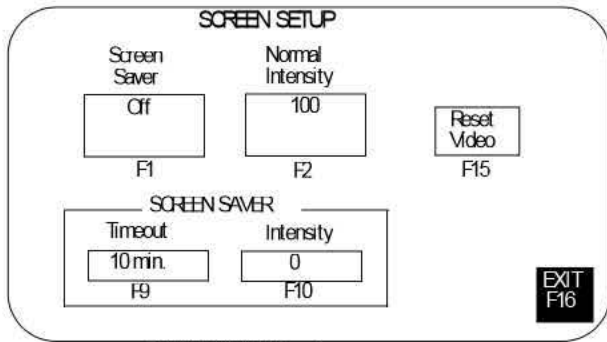 SCREEN SETUP
Screen
Saver
Off
F1
Normal
Intensity
100
F2
Reset
Video
F15
SCREEN SAVER
Timeout
10 min.
F9
Intensity
0
F10
EXIT
F16